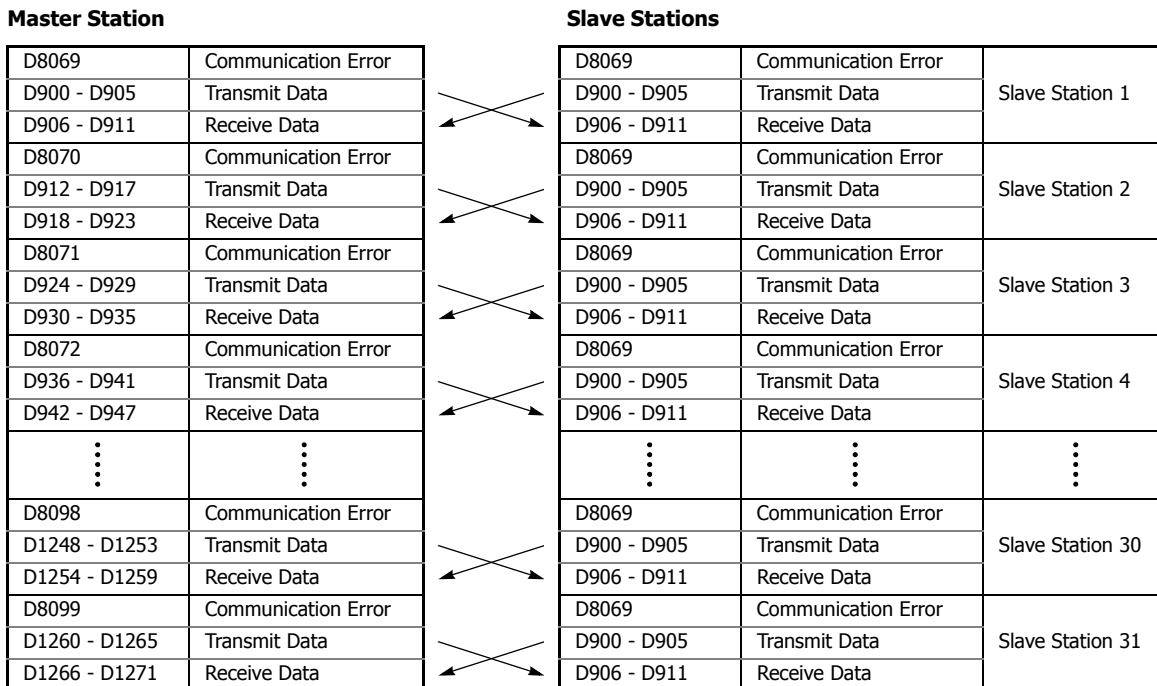 Master Station Slave Stations
D8069 Communication Error D8069 Communication Error
D900 - D905 Transmit Data D900 - D905 Transmit Data Slave Station 1
D906 - D911 Receive Data D906 - D911 Receive Data
D8070 Communication Error D8069 Communication Error
D912 - D917 Transmit Data D900 - D905 Transmit Data Slave Station 2
D918 - D923 Receive Data D906 - D911 Receive Data
D8071 Communication Error D8069 Communication Error
D924 - D929 Transmit Data D900 - D905 Transmit Data Slave Station 3
D930 - D935 Receive Data D906 - D911 Receive Data
D8072 Communication Error D8069 Communication Error
D936 - D941 Transmit Data D900 - D905 Transmit Data Slave Station 4
D942 - D947 Receive Data D906 - D911 Receive Data
D8098 Communication Error D8069 Communication Error
D1248 - D1253 Transmit Data D900 - D905 Transmit Data Slave Station 30
D1254 - D1259 Receive Data D906 - D911 Receive Data
D8099 Communication Error D8069 Communication Error
D1260 - D1265 Transmit Data D900 - D905 Transmit Data Slave Station 31
D1266 - D1271 Receive Data D906 - D911 Receive Data